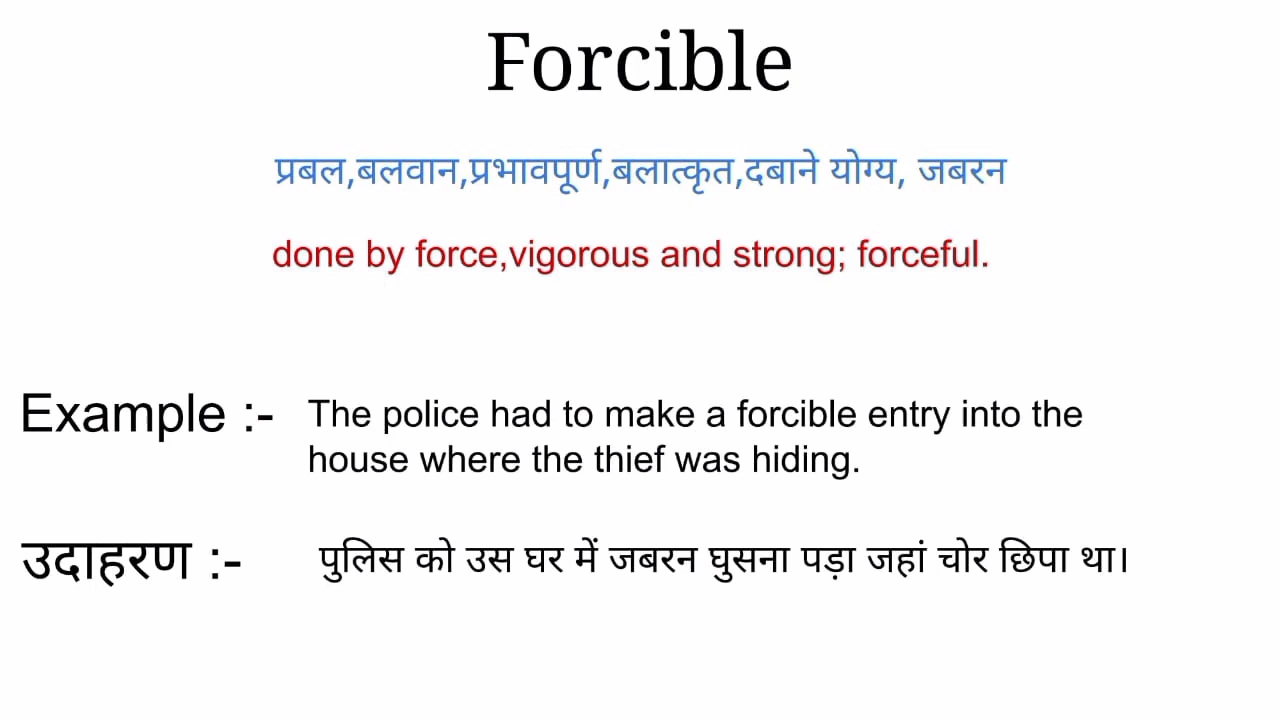 Forcible
प्रबल,बलवान,प्रभावपूर्ण,बलात्कृत,दबाने योग्य, जबरन
done by force,vigorous and strong; forceful.
Example :- The police had to make a forcible entry into the
house where the thief was hiding.
उदाहरण :- पुलिस को उस घर में जबरन घुसना पड़ा जहां चोर छिपा था।